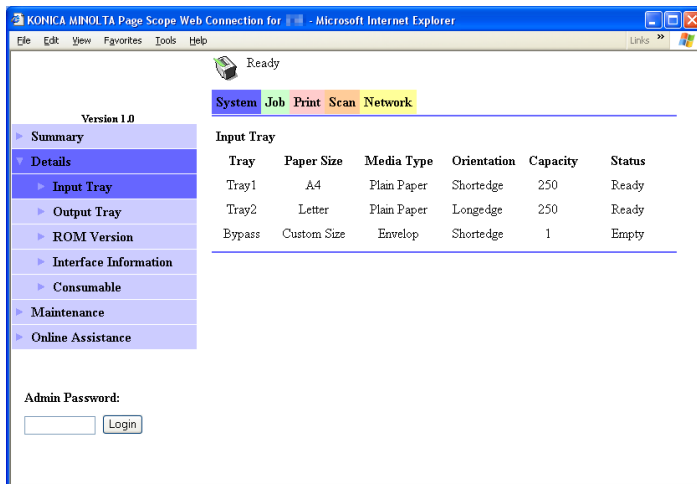 KONICA MINOLTA Page Scope Web Connection for - Microsoft Internet Explorer
File Edit View Favorites Tools Help Links »
Ready
System Job Print Scan Network
Version 1.0
Summary
Details
Input Tray
Output Tray
ROM Version
Interface Information
Consumable
Maintenance
Online Assistance
Admin Password:
Login
Input Tray
Tray Paper Size Media Type Orientation Capacity Status
Tray1 A4 Plain Paper Shortedge 250 Ready
Tray2 Letter Plain Paper Longedge 250 Ready
Bypass Custom Size Envelop Shortedge 1 Empty